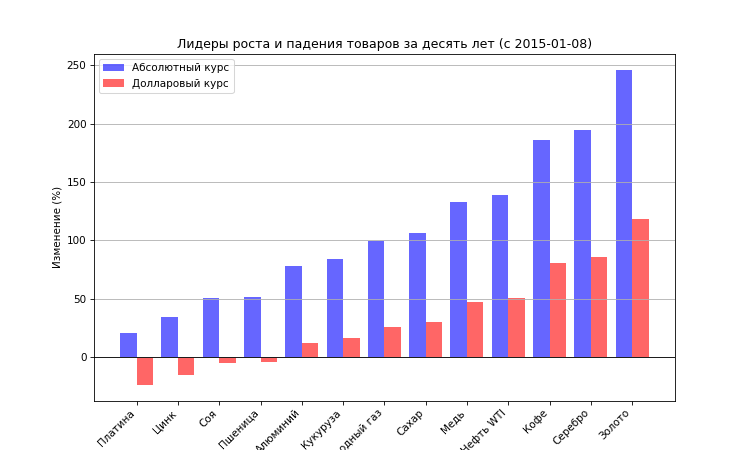 Лидеры роста и падения товаров за десять лет (с 2015-01-08)
Абсолютный курс
Долларовый курс
Изменение (%)
250
200
150
100
50
0
Платина
Цинк
Соя
Пшеница
Алюминий
Кукуруза
одный газ
Сахар
Медь
Нефть WTI
Кофе
Серебро
Золото